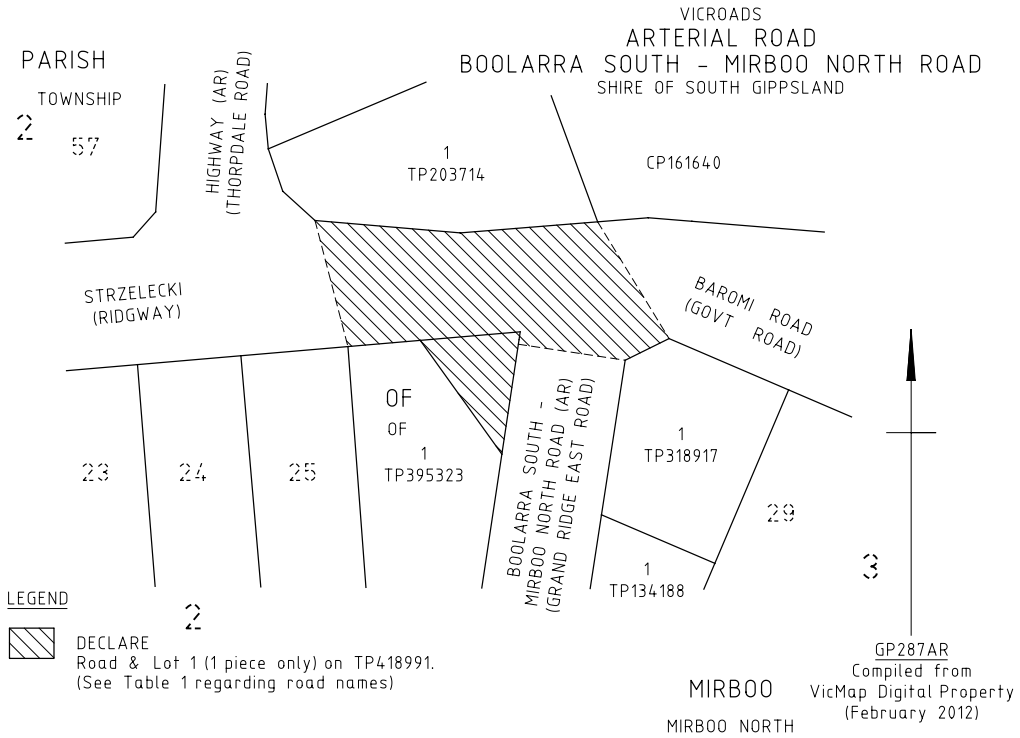 VICROADS
ARTERIAL ROAD
BOOLARRA SOUTH - MIRBOO NORTH ROAD
SHIRE OF SOUTH GIPPSLAND
PARISH
TOWNSHIP
2
57
HIGHWAY (AR)
(THORPDALE ROAD)
1
TP203714
CP161640
STRZELECKI
(RIDGWAY)
BAROMI ROAD
(GOVT ROAD)
OF
OF
1
TP395323
23
24
25
BOOLARRA SOUTH -
MIRBOO NORTH ROAD (AR)
(GRAND RIDGE EAST ROAD)
1
TP318917
29
1
TP134188
3
2
LEGEND
DECLARE
Road & Lot 1 (1 piece only) on TP418991.
(See Table 1 regarding road names)
MIRBOO
MIRBOO NORTH
GP287AR
Compiled from
VicMap Digital Property
(February 2012)